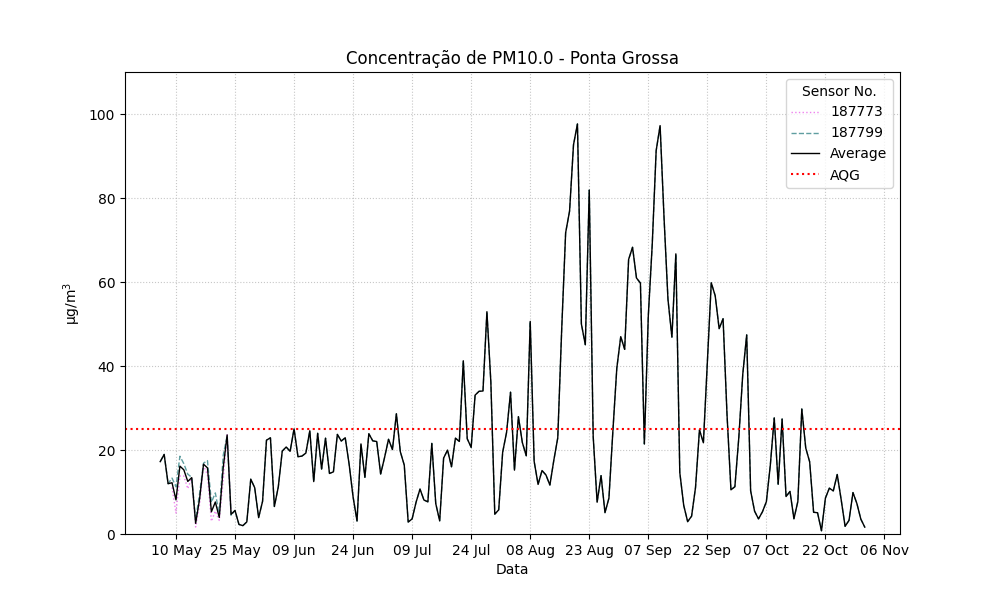 Concentração de PM10.0 - Ponta Grossa
µg/m³
100
80
60
40
20
0
Sensor No.
187773
187799
Average
AQG
10 May 25 May 09 Jun 24 Jun 09 Jul 24 Jul 08 Aug 23 Aug 07 Sep 22 Sep 07 Oct 22 Oct 06 Nov
Data